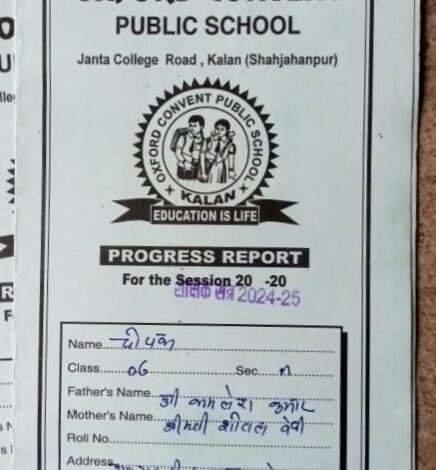 OXFORD CONVENT
PUBLIC SCHOOL
Janta College Road , Kalan (Shahjahanpur)
OXFORD CONVENT PUBLIC SCHOOL
KALAN
EDUCATION IS LIFE
PROGRESS REPORT
For the Session 20 -20
शैक्षिक सत्र 2024-25
Name
Class 06 Sec.
Father's Name श्री कमलेश कुमार
Mother's Name श्रीमती शीतल देवी
Roll No.
Address